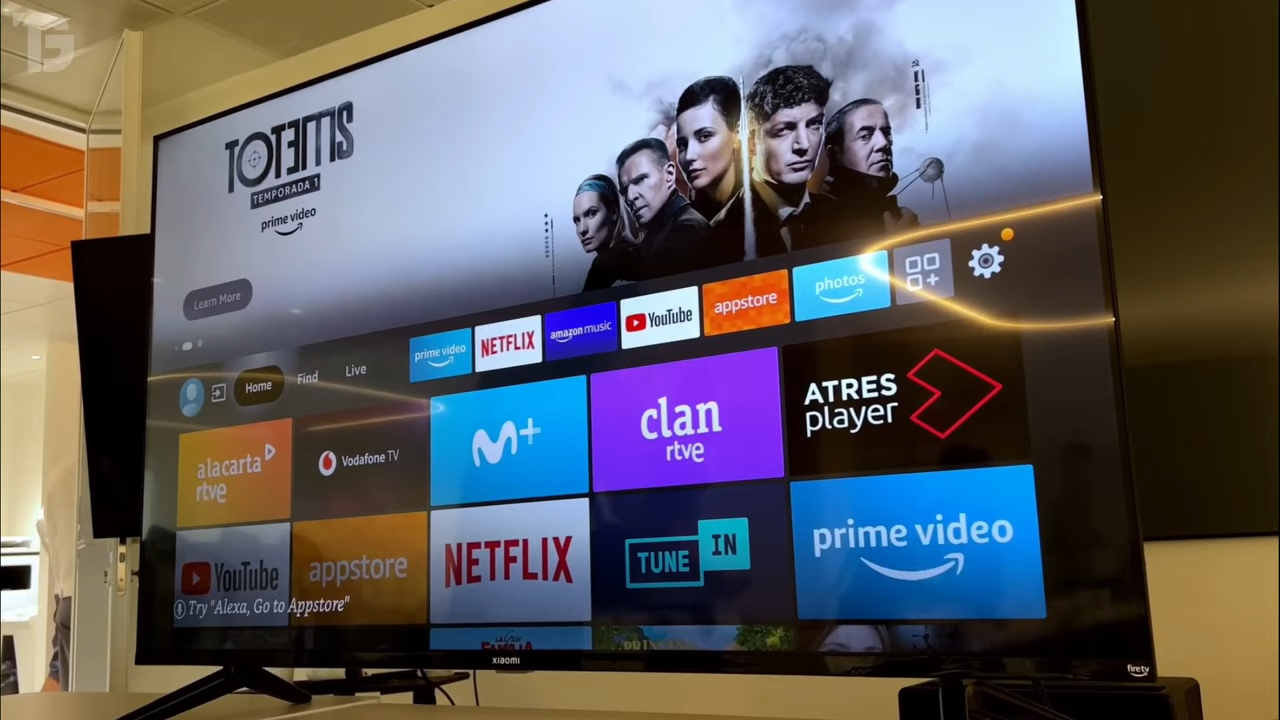 TG
TOTEMS
TEMPORADA 1
prime video
Learn More
Home
Find
Live
prime video
NETFLIX
amazon music
YouTube
appstore
photos
alacarta
rtve
Vodafone TV
M+
clan
rtve
ATRES
player
YouTube
appstore
NETFLIX
TUNE IN
prime video
Try "Alexa, Go to Appstore"
xiaomi
firetv